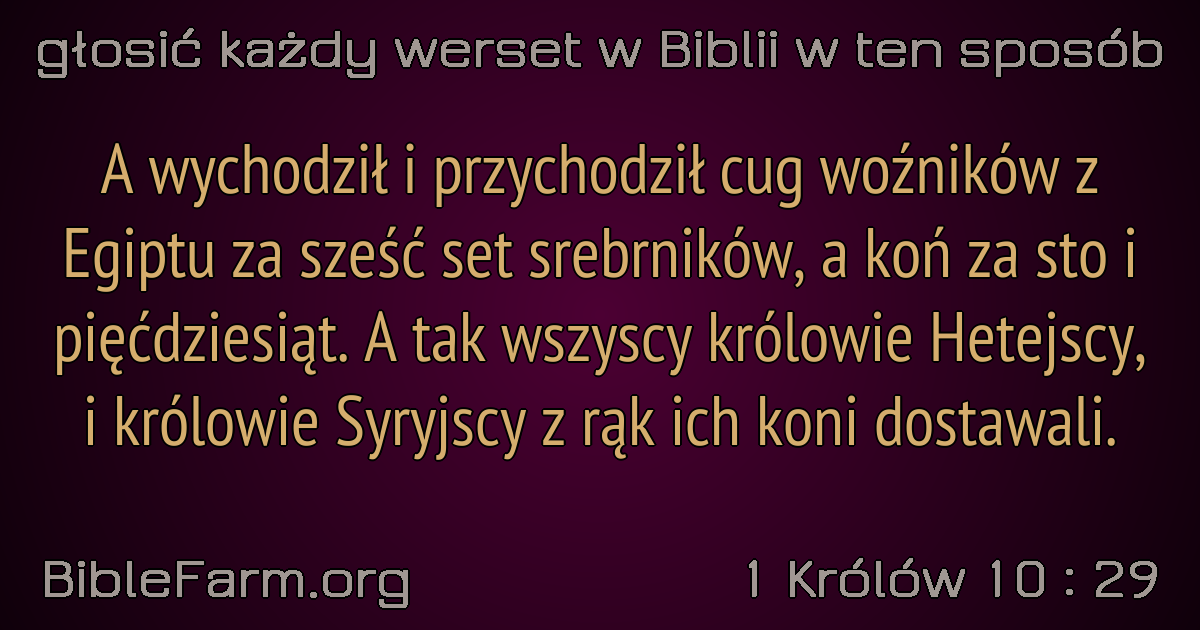 głosić każdy werset w Biblii w ten sposób
A wychodził i przychodził cug woźników z
Egiptu za sześć set srebrników, a koń za sto i
pięćdziesiąt. A tak wszyscy królowie Hetejscy,
i królowie Syryjscy z rąk ich koni dostawali.
BibleFarm.org
1 Królów 10 : 29